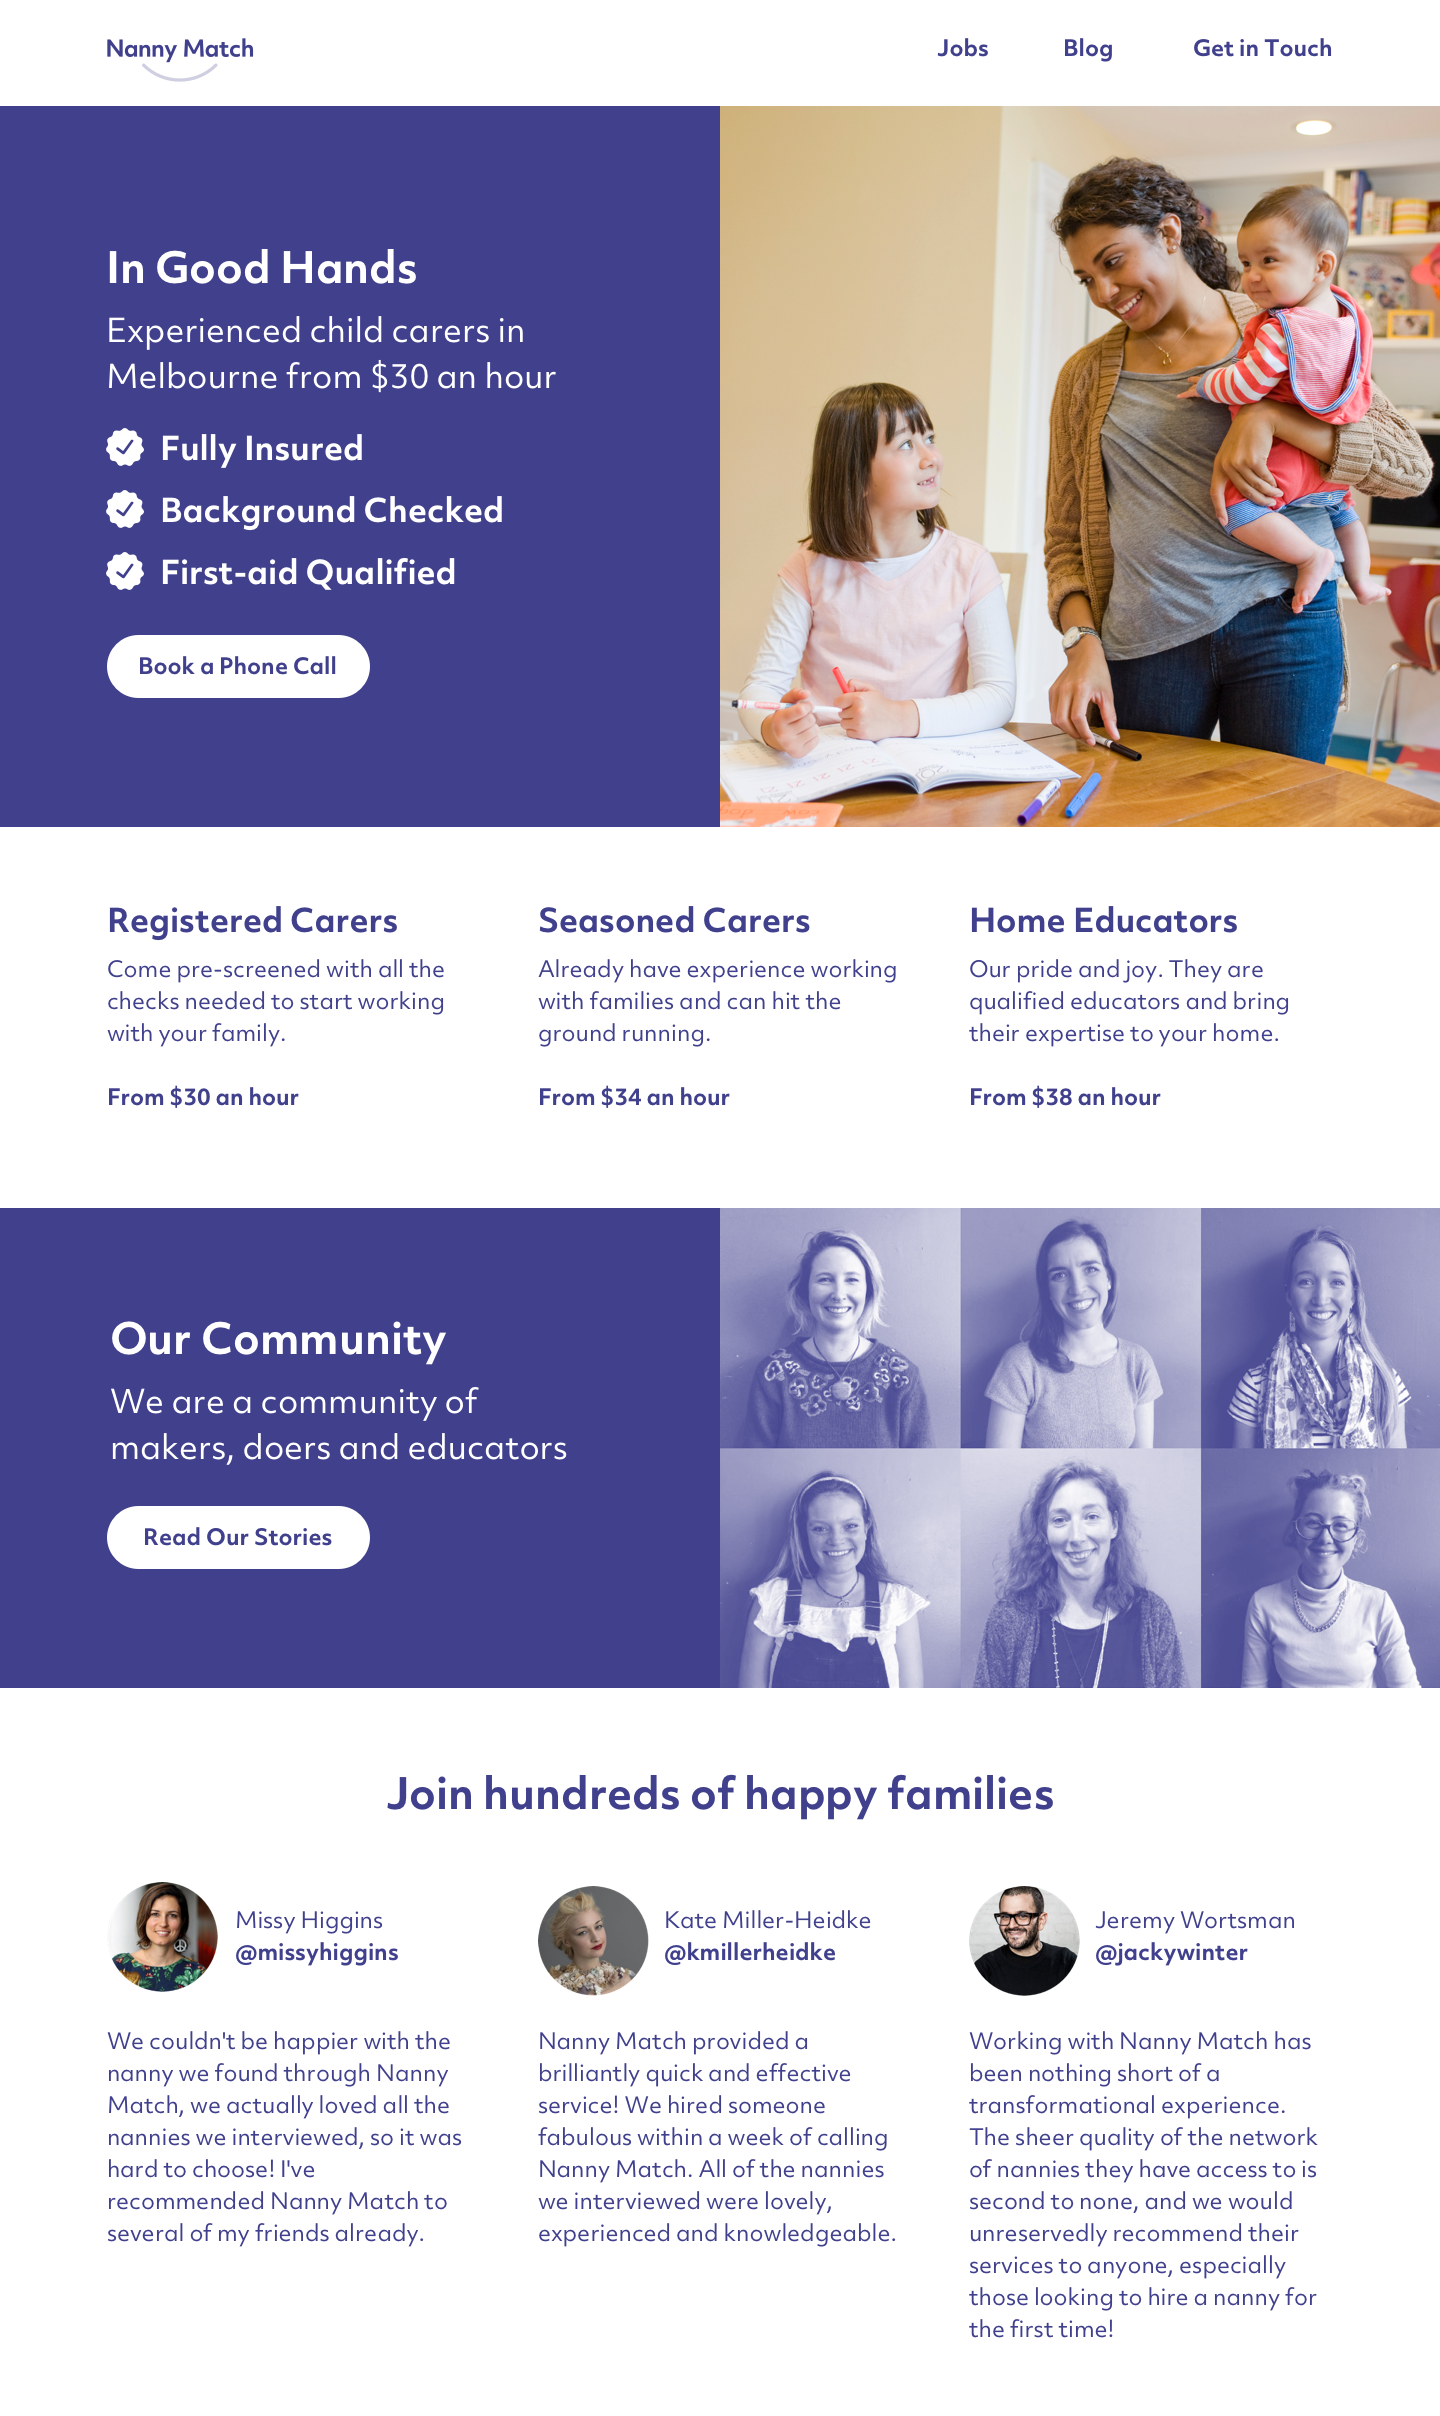 Nanny Match
Jobs
Blog
Get in Touch
In Good Hands
Experienced child carers in
Melbourne from $30 an hour
Fully Insured
Background Checked
First-aid Qualified
Book a Phone Call
Registered Carers
Come pre-screened with all the
checks needed to start working
with your family.
From $30 an hour
Seasoned Carers
Already have experience working
with families and can hit the
ground running.
From $34 an hour
Home Educators
Our pride and joy. They are
qualified educators and bring
their expertise to your home.
From $38 an hour
Our Community
We are a community of
makers, doers and educators
Read Our Stories
Join hundreds of happy families
Missy Higgins
@missyhiggins
We couldn't be happier with the
nanny we found through Nanny
Match, we actually loved all the
nannies we interviewed, so it was
hard to choose! I've
recommended Nanny Match to
several of my friends already.
Kate Miller-Heidke
@kmillerheidke
Nanny Match provided a
brilliantly quick and effective
service! We hired someone
fabulous within a week of calling
Nanny Match. All of the nannies
we interviewed were lovely,
experienced and knowledgeable.
Jeremy Wortsman
@jackywinter
Working with Nanny Match has
been nothing short of a
transformational experience.
The sheer quality of the network
of nannies they have access to is
second to none, and we would
unreservedly recommend their
services to anyone, especially
those looking to hire a nanny for
the first time!